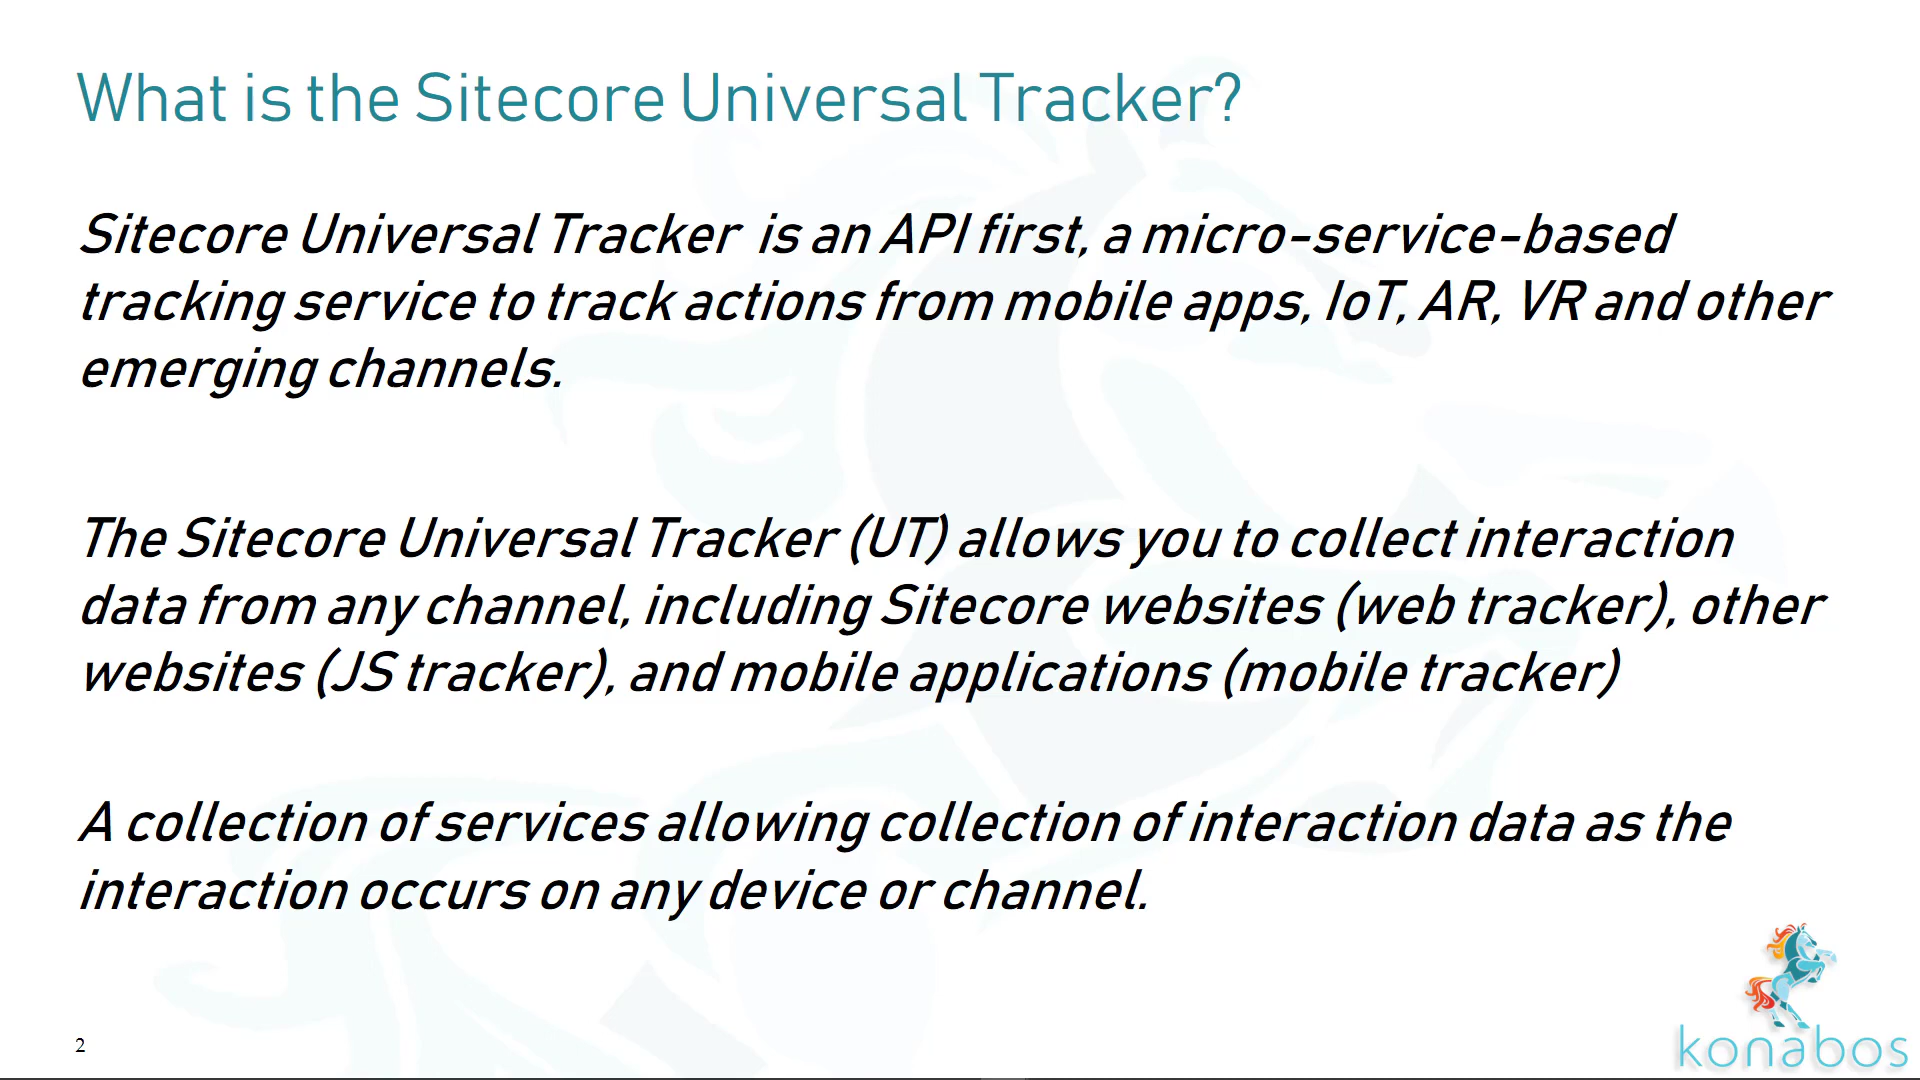 What is the Sitecore Universal Tracker?
Sitecore Universal Tracker is an API first, a micro-service-based
tracking service to track actions from mobile apps, IoT, AR, VR and other
emerging channels.
The Sitecore Universal Tracker (UT) allows you to collect interaction
data from any channel, including Sitecore websites (web tracker), other
websites (JS tracker), and mobile applications (mobile tracker)
A collection of services allowing collection of interaction data as the
interaction occurs on any device or channel.
2
konabos